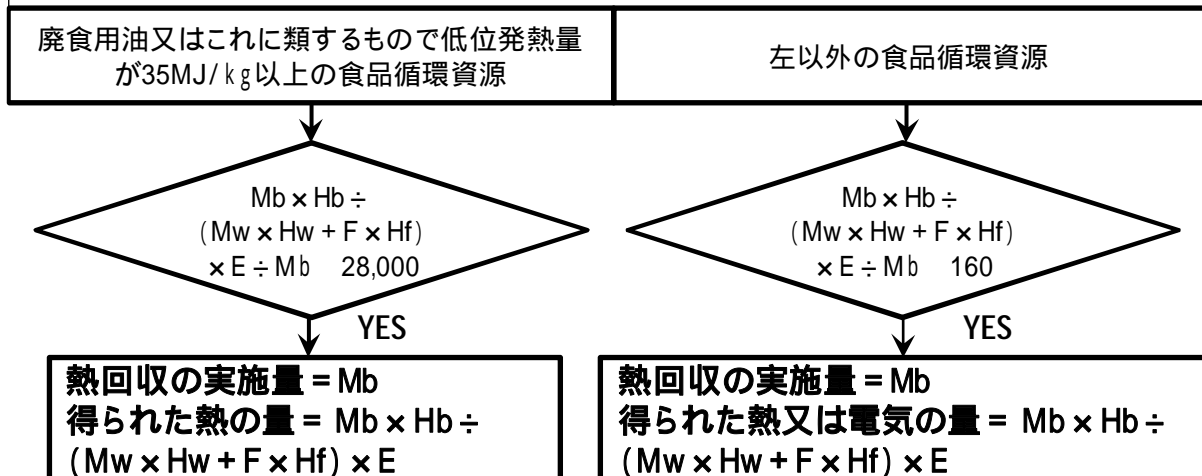 廃食用油又はこれに類するもので低位発熱量
が35MJ/kg以上の食品循環資源
左以外の食品循環資源
Mb×Hb÷
(Mw×Hw+F×Hf)
×E÷Mb 28,000
YES
熱回収の実施量=Mb
得られた熱の量= Mb×Hb÷
(Mw×Hw+F×Hf)×E
Mb×Hb÷
(Mw×Hw+F×Hf)
×E÷Mb 160
YES
熱回収の実施量=Mb
得られた熱又は電気の量= Mb×Hb÷
(Mw×Hw+F×Hf)×E